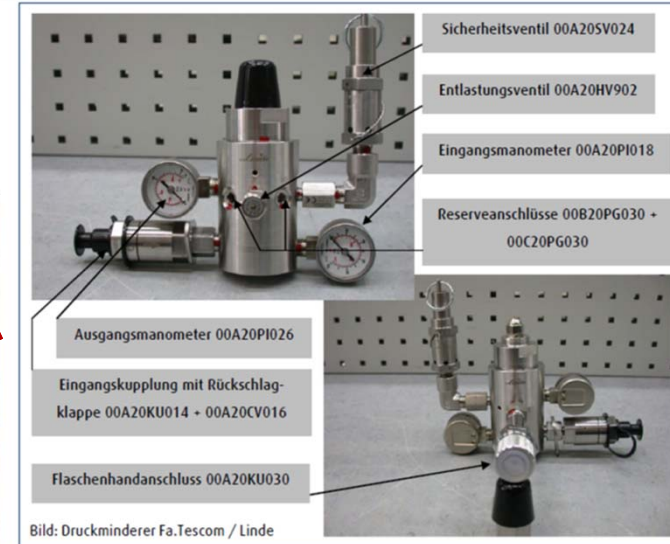 Sicherheitsventil 00A20SV024
Entlastungsventil 00A20HV902
Eingangsmanometer 00A20PI018
Reserveanschlüsse 00B20PG030 +
00C20PG030
Ausgangsmanometer 00A20PI026
Eingangskupplung mit Rückschlag-
klappe 00A20KU014 + 00A20CV016
Flaschenhandanschluss 00A20KU030
Bild: Druckminderer Fa.Tescom / Linde